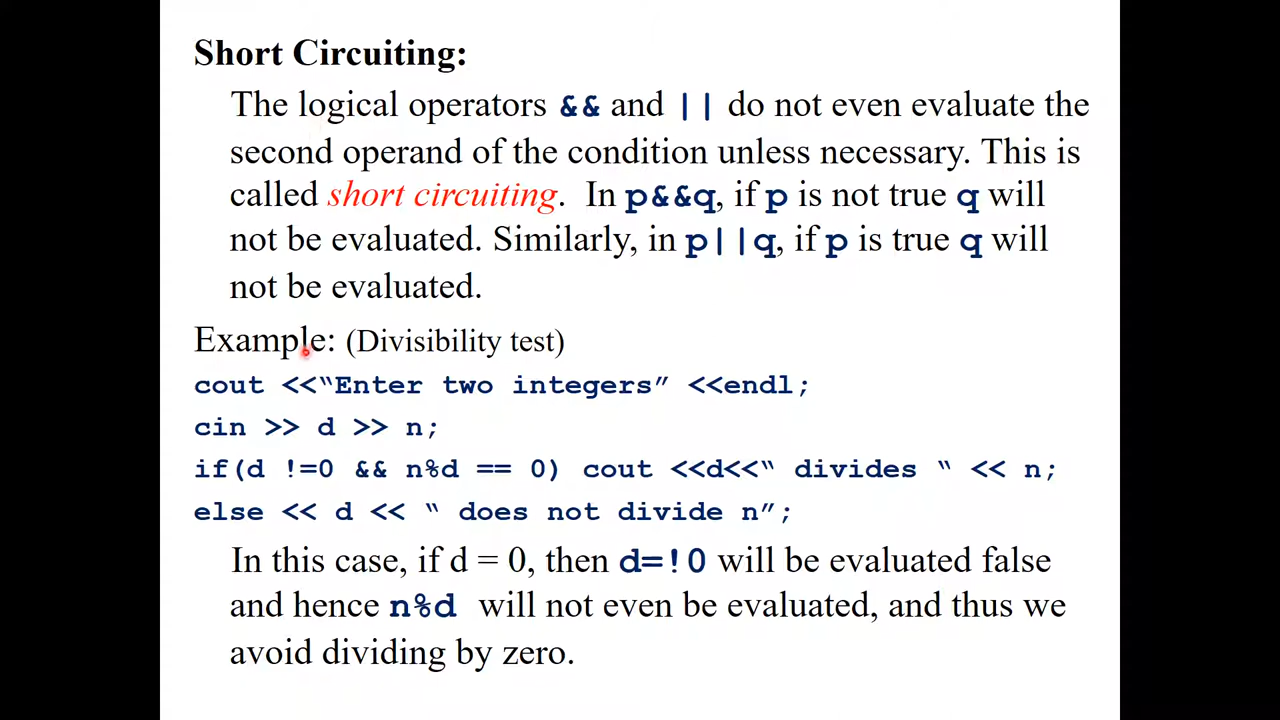 Short Circuiting:
The logical operators && and || do not even evaluate the
second operand of the condition unless necessary. This is
called short circuiting. In p&&q, if p is not true q will
not be evaluated. Similarly, in p||q, if p is true q will
not be evaluated.
Example: (Divisibility test)
cout <<“Enter two integers” <<endl;
cin >> d >> n;
if(d !=0 && n%d == 0) cout <<d<<“ divides “ << n;
else << d << “ does not divide n”;
In this case, if d = 0, then d=!0 will be evaluated false
and hence n%d will not even be evaluated, and thus we
avoid dividing by zero.